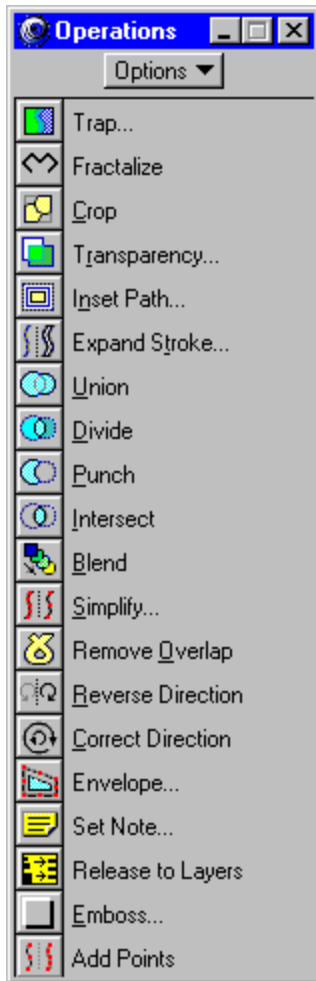 Operations
Options
Trap...
Fractalize
Crop
Transparency...
Inset Path...
Expand Stroke...
Union
Divide
Punch
Intersect
Blend
Simplify...
Remove Overlap
Reverse Direction
Correct Direction
Envelope...
Set Note...
Release to Layers
Emboss...
Add Points